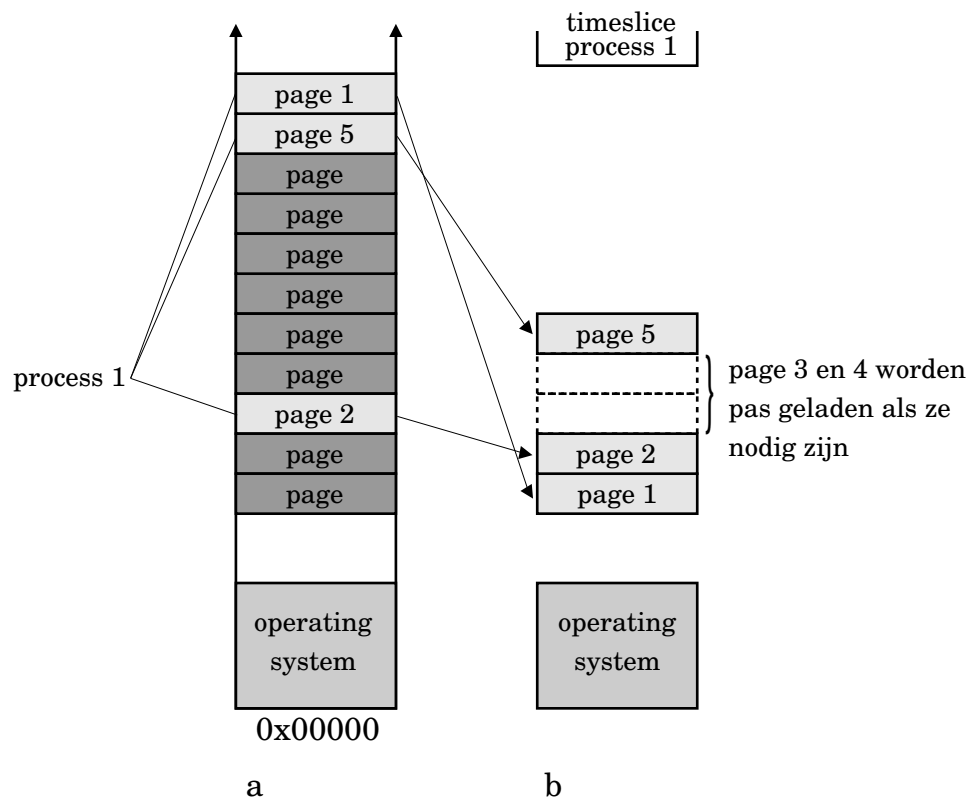 timeslice
process 1
page 1
page 5
page
page
page
page
page
page
page 2
page
page
process 1
page 5
page 2
page 1
page 3 en 4 worden
pas geladen als ze
nodig zijn
operating
system
operating
system
0x00000
a
b